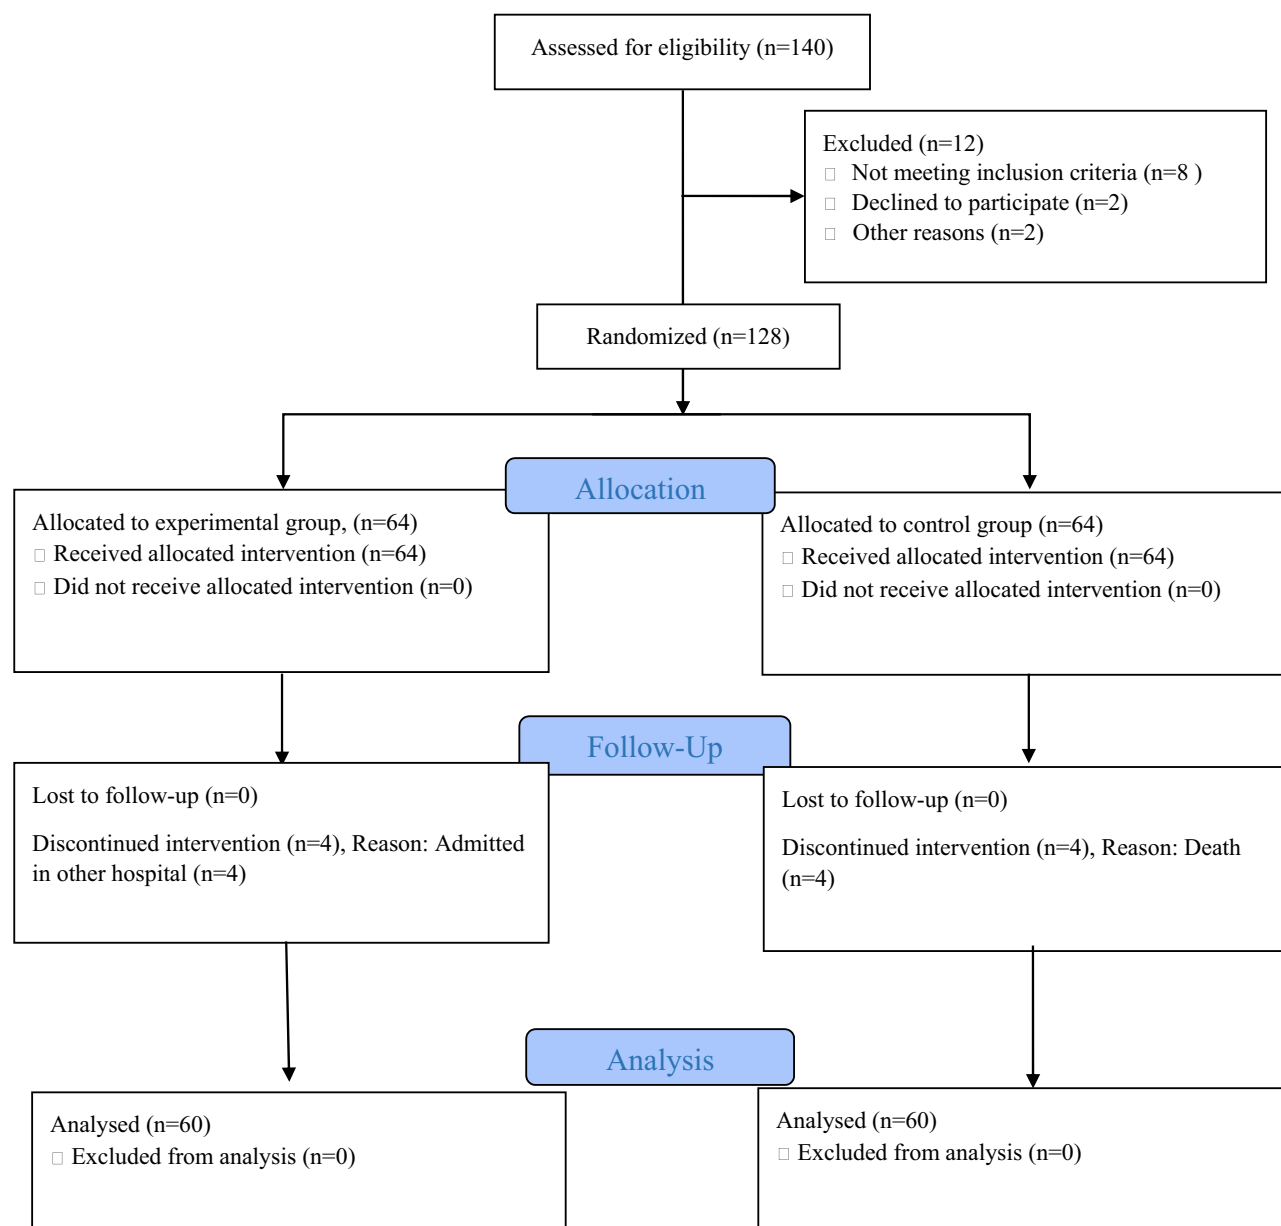 Assessed for eligibility (n=140)
Excluded (n=12)
□ Not meeting inclusion criteria (n=8 )
□ Declined to participate (n=2)
□ Other reasons (n=2)
Randomized (n=128)
Allocation
Allocated to experimental group, (n=64)
□ Received allocated intervention (n=64)
□ Did not receive allocated intervention (n=0)
Allocated to control group (n=64)
□ Received allocated intervention (n=64)
□ Did not receive allocated intervention (n=0)
Follow-Up
Lost to follow-up (n=0)
Discontinued intervention (n=4), Reason: Admitted
in other hospital (n=4)
Lost to follow-up (n=0)
Discontinued intervention (n=4), Reason: Death
(n=4)
Analysis
Analysed (n=60)
□ Excluded from analysis (n=0)
Analysed (n=60)
□ Excluded from analysis (n=0)